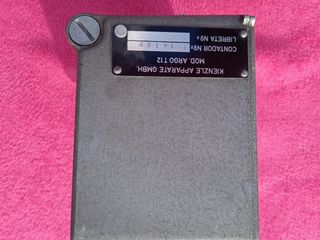 KIENZLE APPARATE GMBH.
MOD. ARGO T12
CONTADOR Nº:
LIBRETA Nº: